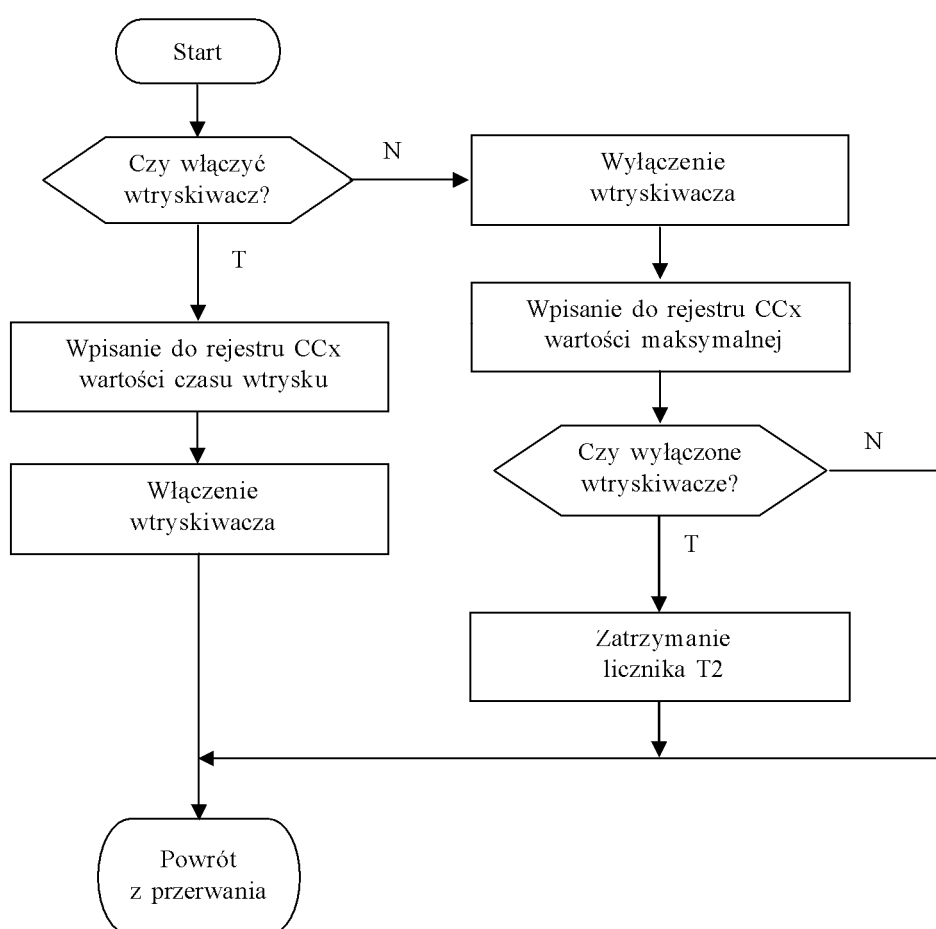 Start
Czy włączyć
wtryskiwacz?
N
T
Wyłączenie
wtryskiwacza
Wpisanie do rejestru CCx
wartości czasu wtrysku
Wpisanie do rejestru CCx
wartości maksymalnej
Włączenie
wtryskiwacza
Czy wyłączone
wtryskiwacze?
N
T
Zatrzymanie
licznika T2
Powrót
z przerwania